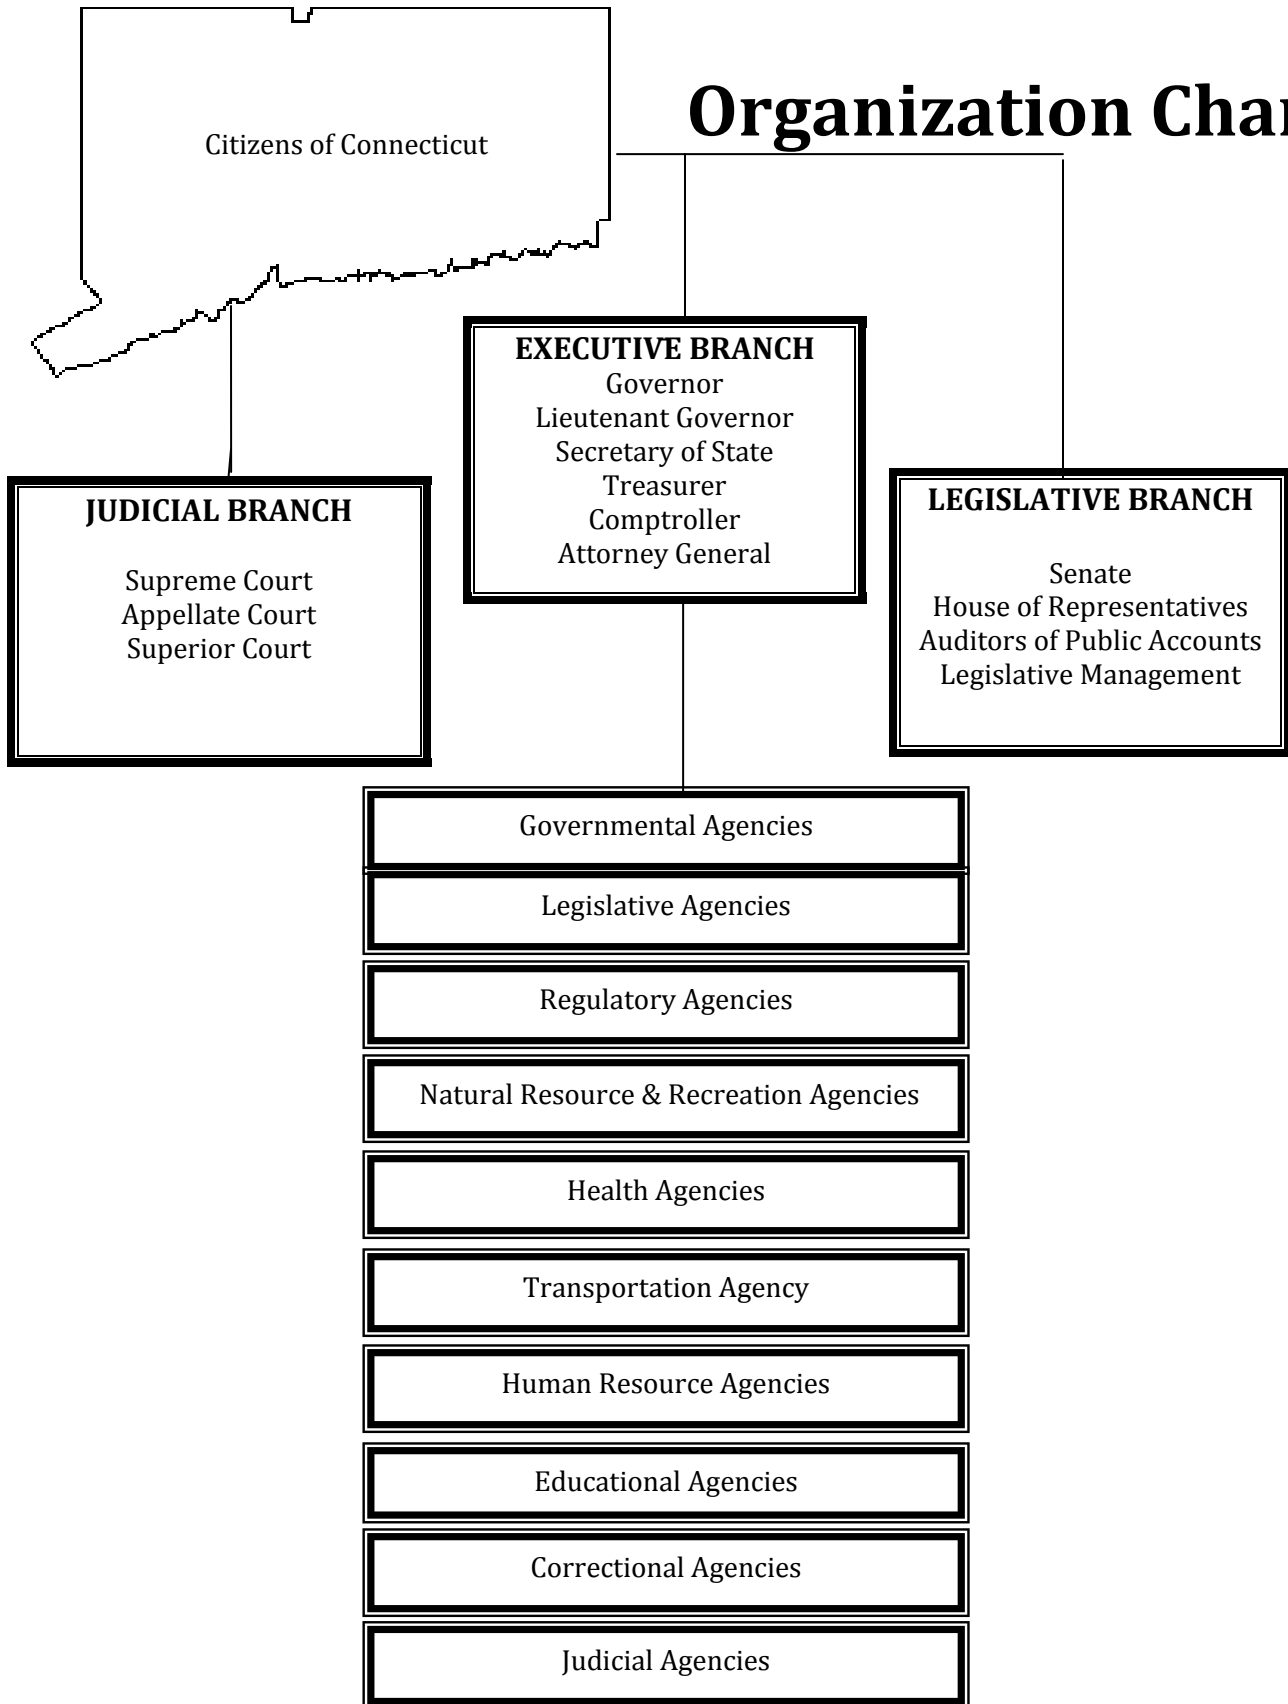 Organization Char
Citizens of Connecticut
EXECUTIVE BRANCH
Governor
Lieutenant Governor
Secretary of State
Treasurer
Comptroller
Attorney General
JUDICIAL BRANCH
Supreme Court
Appellate Court
Superior Court
LEGISLATIVE BRANCH
Senate
House of Representatives
Auditors of Public Accounts
Legislative Management
Governmental Agencies
Legislative Agencies
Regulatory Agencies
Natural Resource & Recreation Agencies
Health Agencies
Transportation Agency
Human Resource Agencies
Educational Agencies
Correctional Agencies
Judicial Agencies